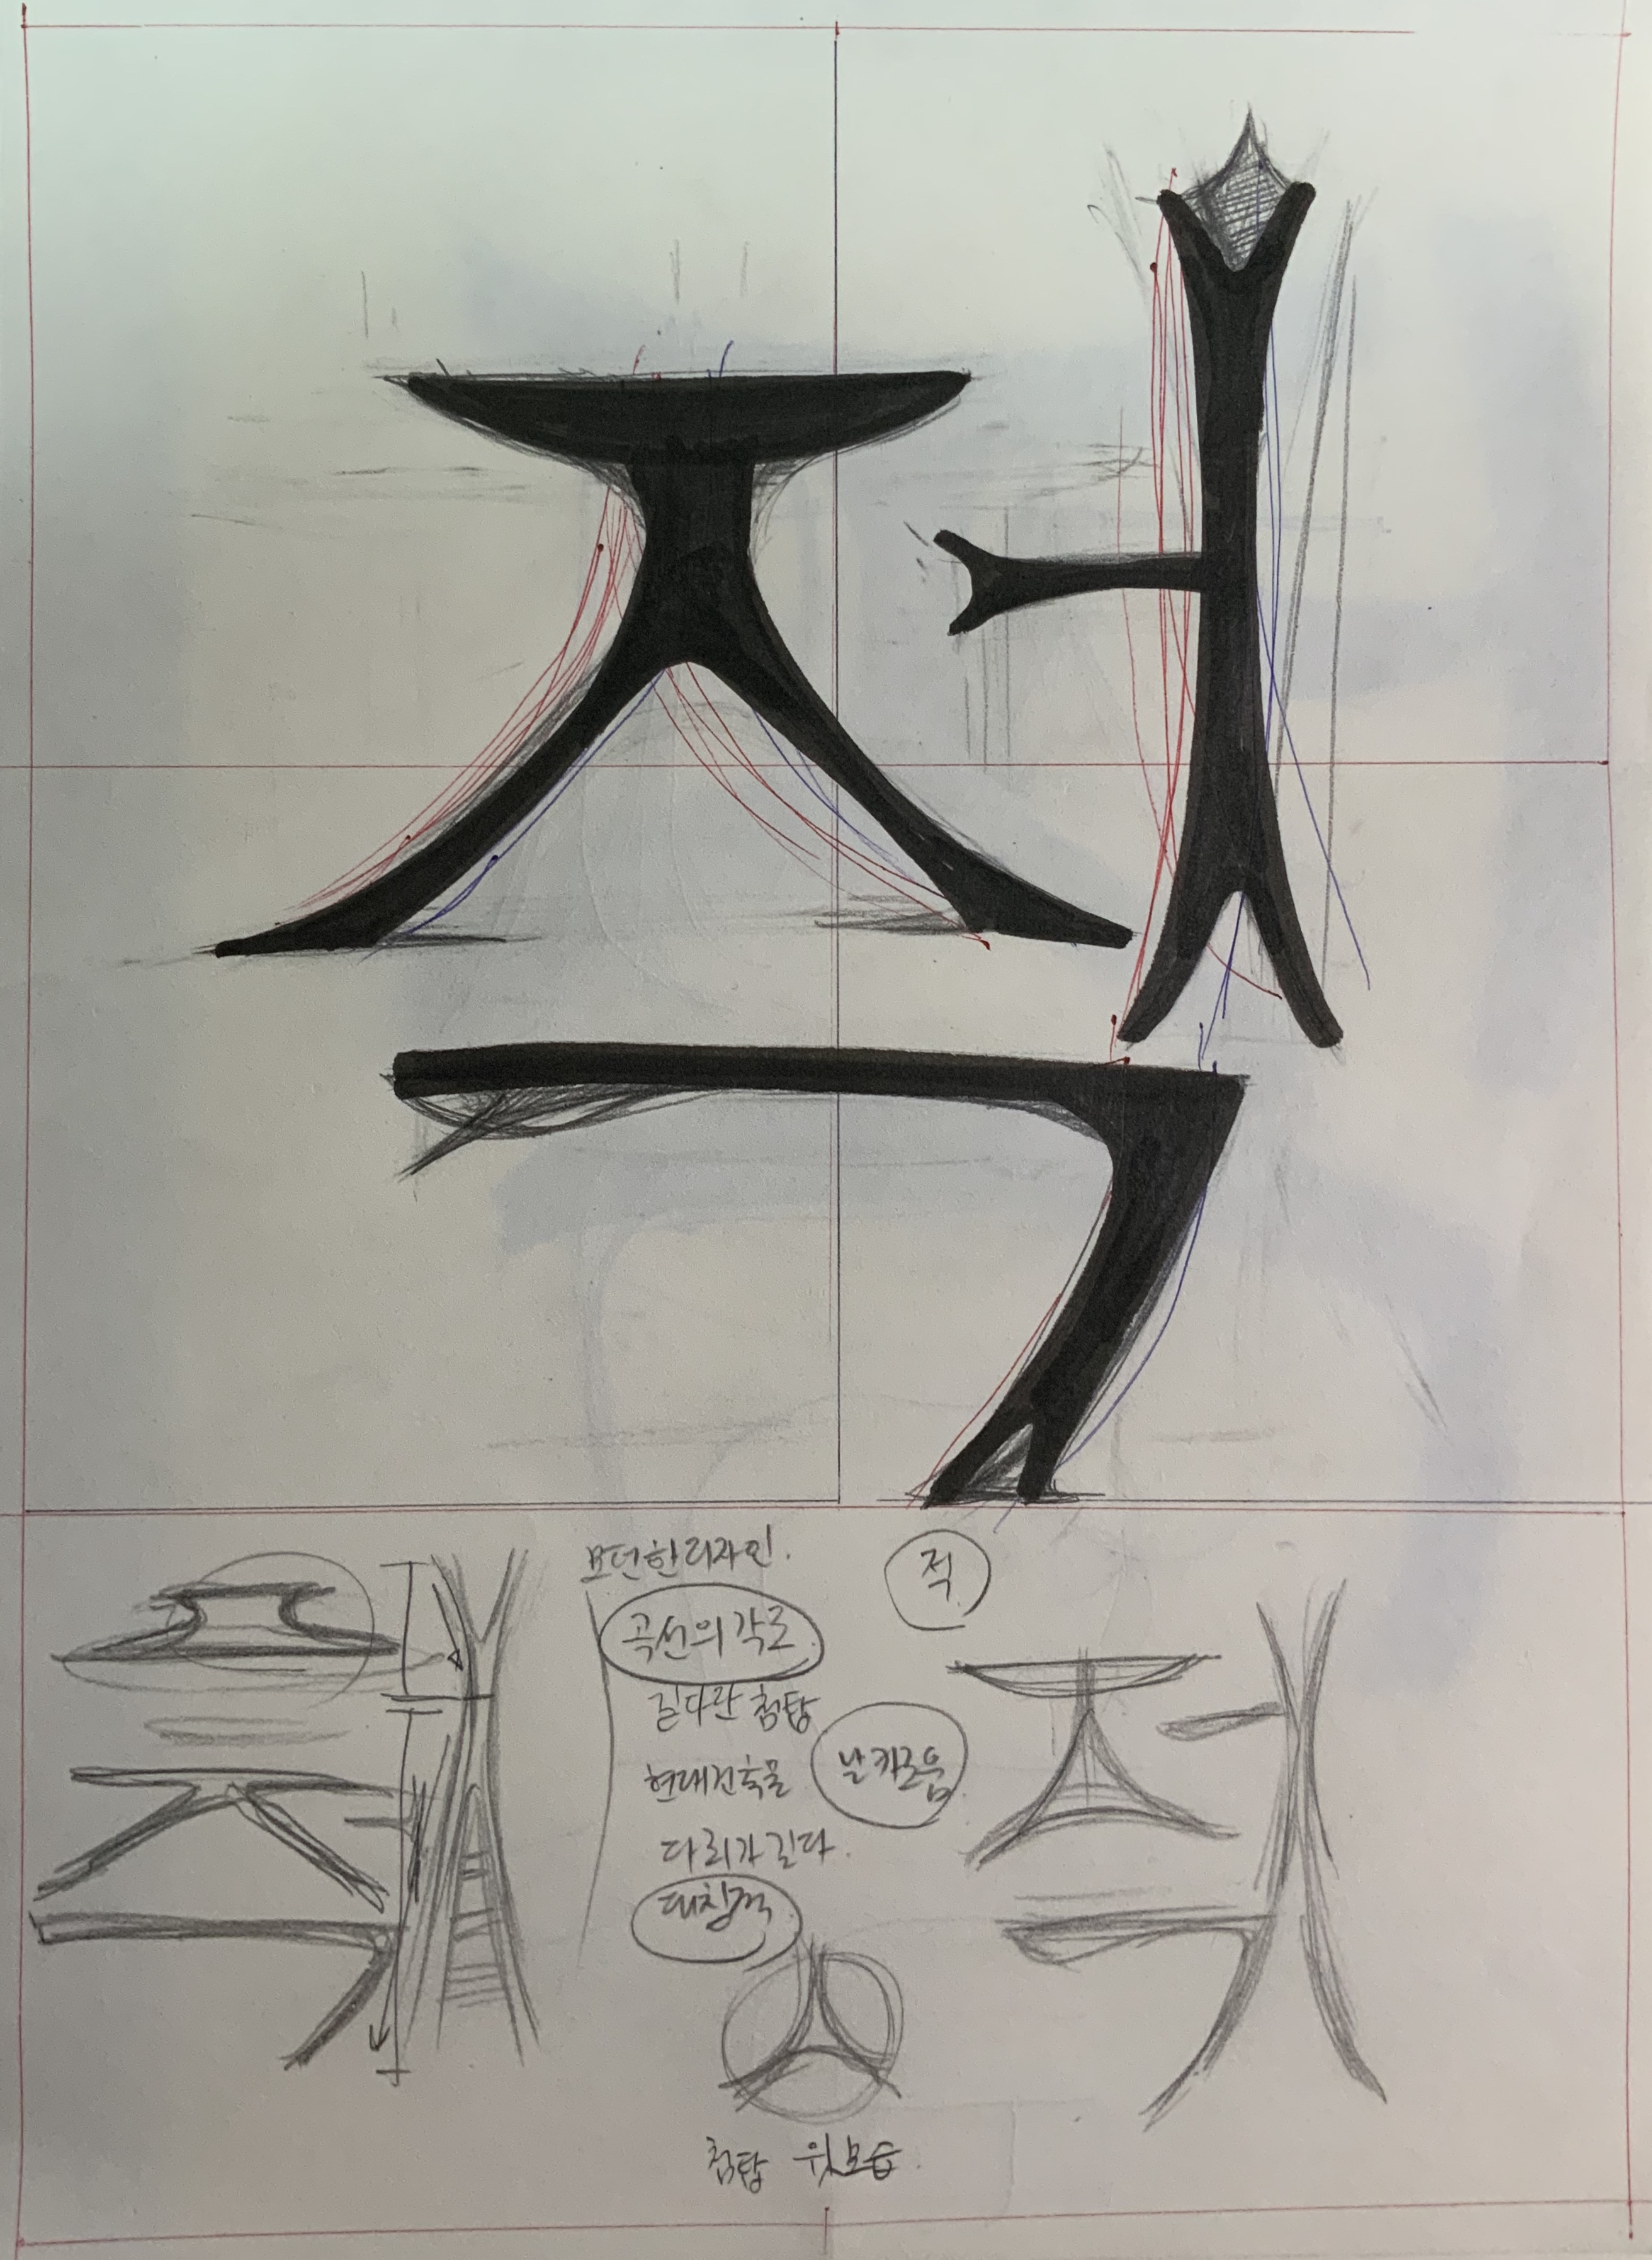 적
모던한디자인.
적
곡선의 각도
길다란 첨탑
날카로움
현대건축물
다리가 길다.
대칭적
첨탑 윗모습.